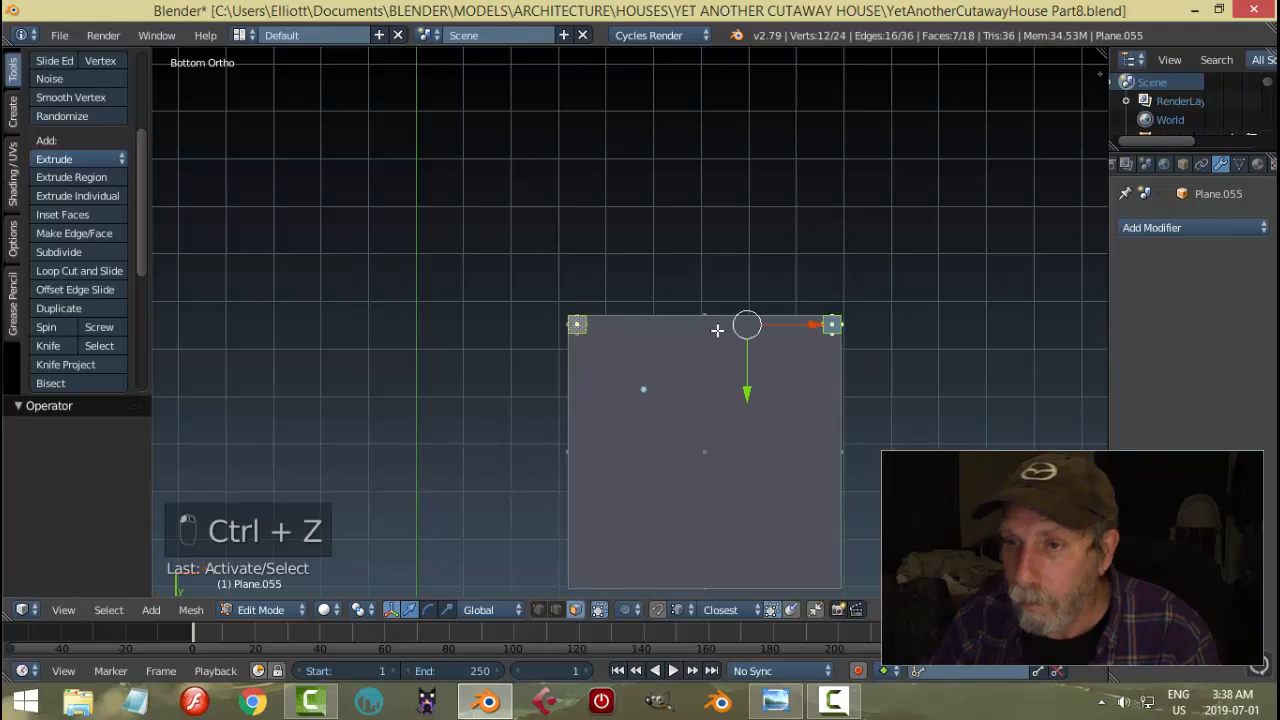 Blender* [C:\Users\Elliott\Documents\BLENDER\MODELS\ARCHITECTURE\HOUSES\YET ANOTHER CUTAWAY HOUSE\YetAnotherCutawayHouse Part8.blend]
File Render Window Help Default Scene Cycles Render v2.79 | Verts:12/24 | Edges:16/36 | Faces:7/18 | Tris:36 | Mem:34.53M | Plane.055
Slide Ed Vertex
Noise
Smooth Vertex
Randomize
Add:
Extrude
Extrude Region
Extrude Individual
Inset Faces
Make Edge/Face
Subdivide
Loop Cut and Slide
Offset Edge Slide
Duplicate
Spin Screw
Knife Select
Knife Project
Bisect
Operator
Tools
Create
Shading / UVs
Options
Grease Pencil
Bottom Ortho
View Search All Sc
Scene
RenderLay
World
Plane.055
Add Modifier
Ctrl + Z
Last: Activate/Select
(1) Plane.055
y
View Select Add Mesh Edit Mode Global Closest
-40 -20 0 20 40 60 80 100 120 140 160 180 200
View Marker Frame Playback Start: 1 End: 250 1 No Sync
ENG
US
3:38 AM
2019-07-01